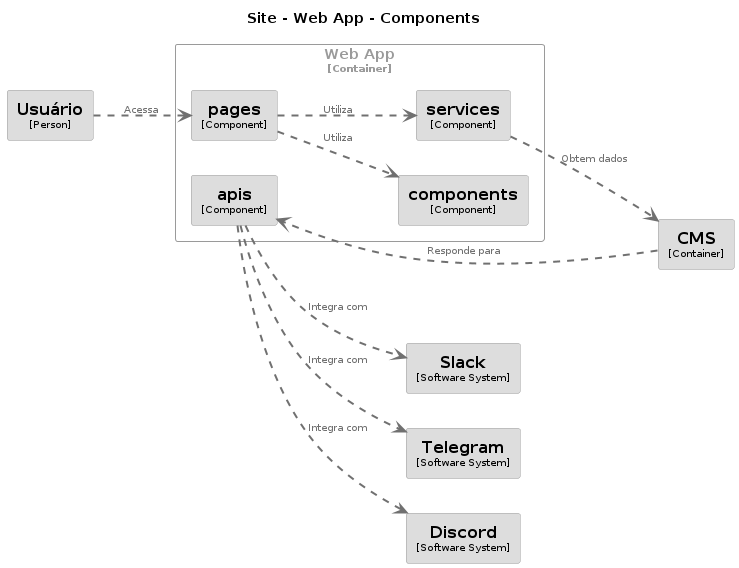 Site - Web App - Components
Web App
[Container]
Usuário
[Person]
Acessa
pages
[Component]
Utiliza
services
[Component]
Utiliza
Obtem dados
apis
[Component]
components
[Component]
CMS
[Container]
Responde para
Integra com
Slack
[Software System]
Integra com
Telegram
[Software System]
Integra com
Discord
[Software System]